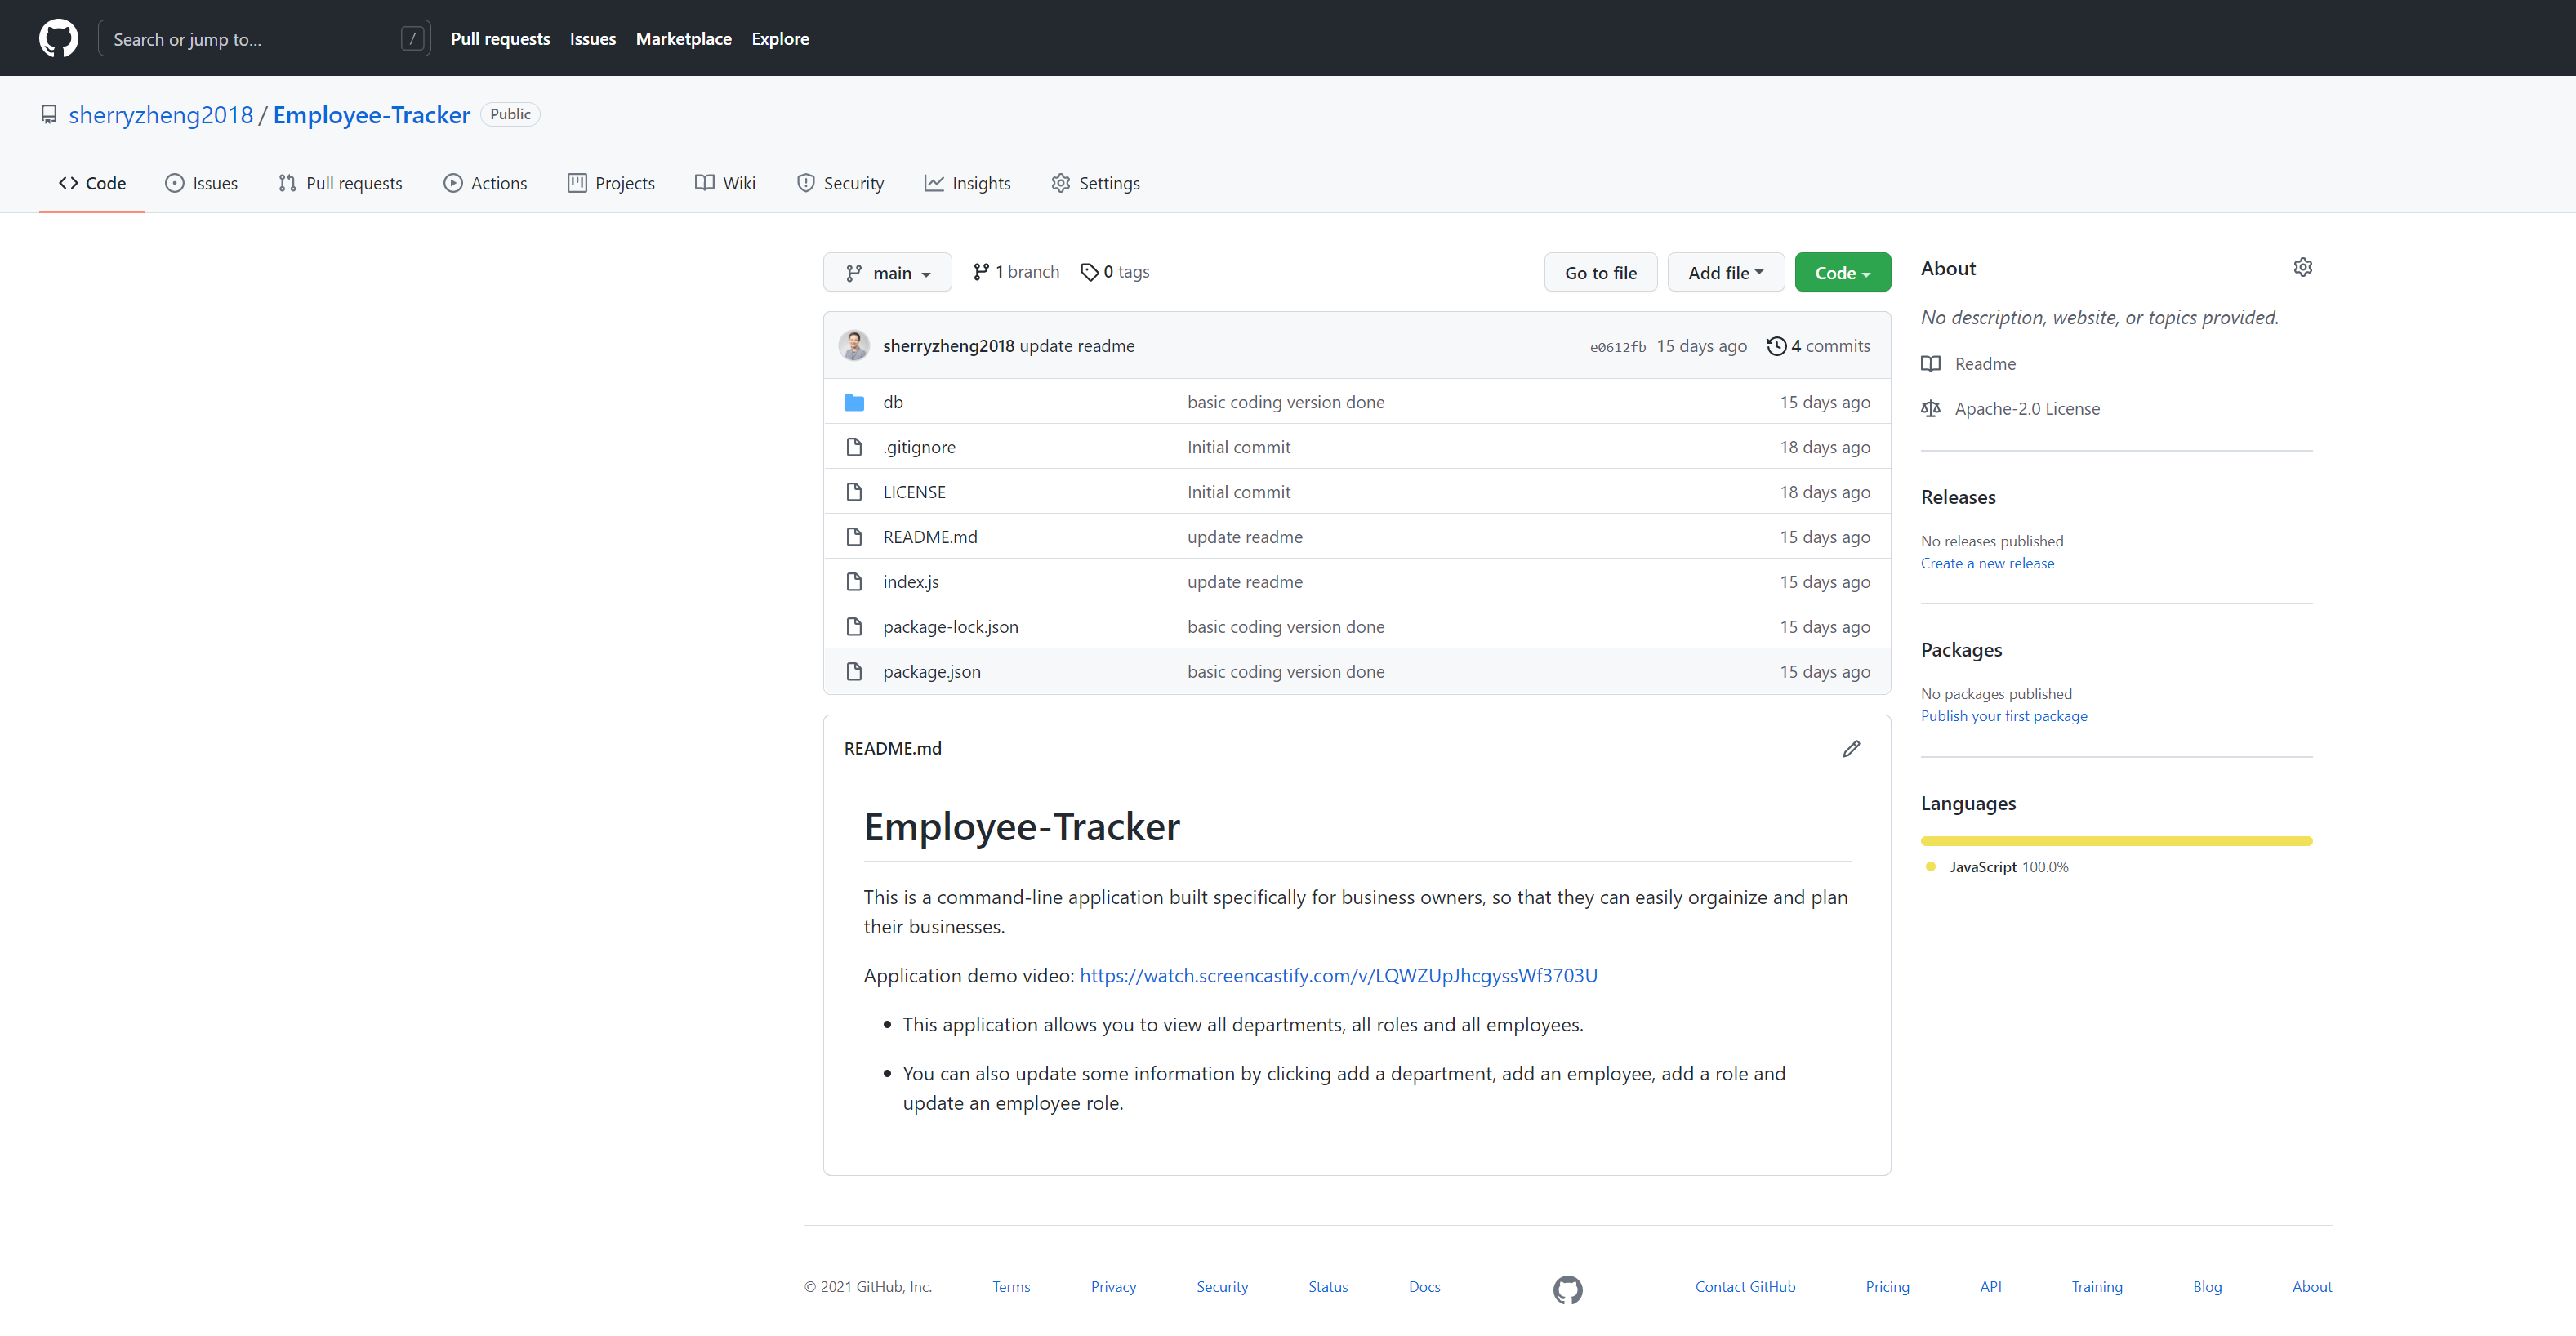 Search or jump to... /
Pull requests Issues Marketplace Explore
sherryzheng2018 / Employee-Tracker Public
Code Issues Pull requests Actions Projects Wiki Security Insights Settings
main 1 branch 0 tags Go to file Add file Code
sherryzheng2018 update readme e0612fb 15 days ago 4 commits
db basic coding version done 15 days ago
.gitignore Initial commit 18 days ago
LICENSE Initial commit 18 days ago
README.md update readme 15 days ago
index.js update readme 15 days ago
package-lock.json basic coding version done 15 days ago
package.json basic coding version done 15 days ago
README.md
Employee-Tracker
This is a command-line application built specifically for business owners, so that they can easily orgainize and plan
their businesses.
Application demo video: https://watch.screencastify.com/v/LQWZUpJhcgyssWf3703U
• This application allows you to view all departments, all roles and all employees.
• You can also update some information by clicking add a department, add an employee, add a role and
update an employee role.
About
No description, website, or topics provided.
Readme
Apache-2.0 License
Releases
No releases published
Create a new release
Packages
No packages published
Publish your first package
Languages
JavaScript 100.0%
© 2021 GitHub, Inc. Terms Privacy Security Status Docs Contact GitHub Pricing API Training Blog About